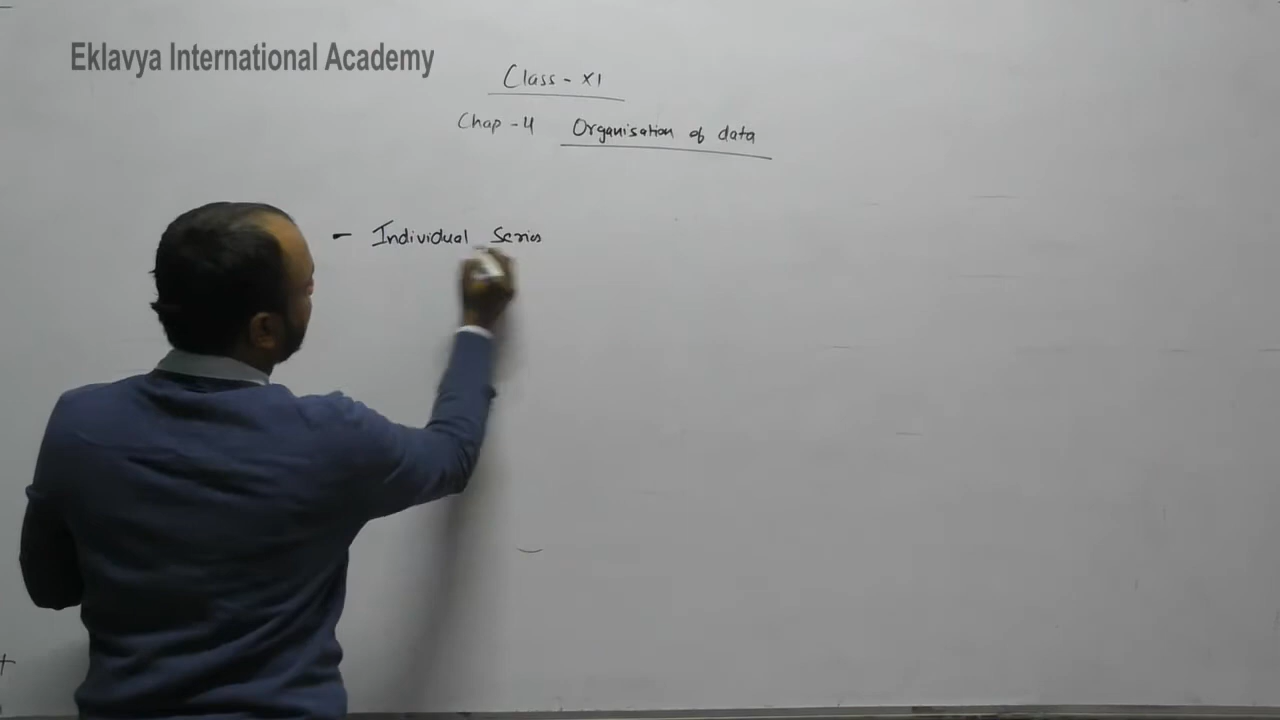 Eklavya International Academy
Class - XI
Chap - 4 Organisation of data
- Individual Series